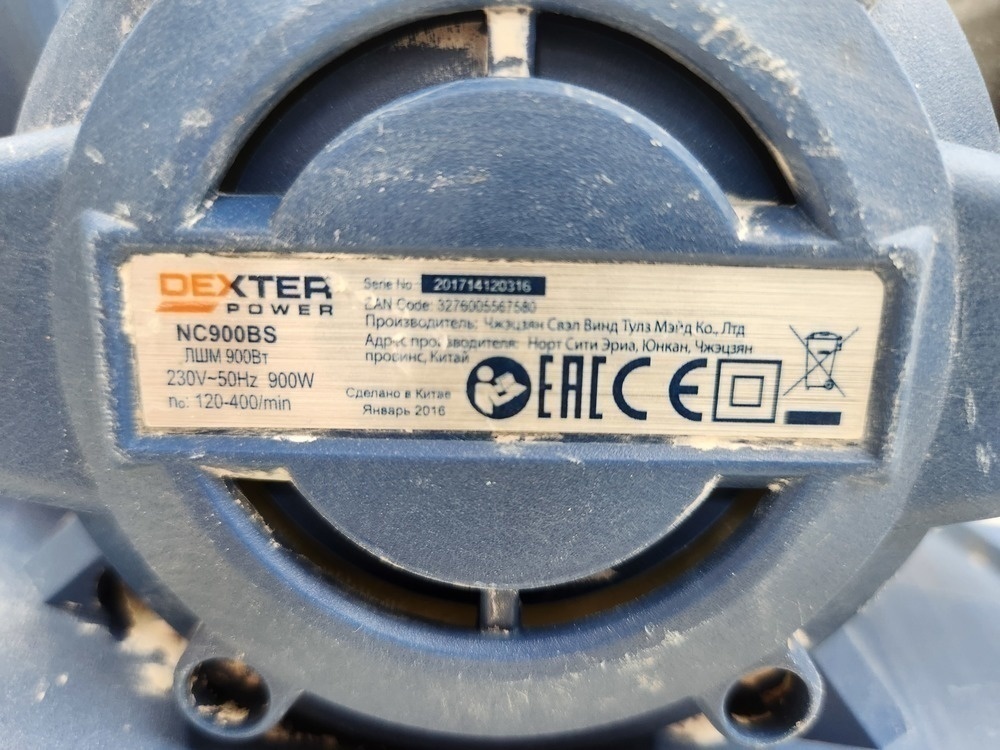 DEXTER
POWER
NC900BS
ЛШМ 900Вт
230V~50Hz 900W
n₀: 120-400/min
Serie No 201714120316
EAN Code: 3276005567580
Производитель: Чжэцзян Свэл Винд Тулз Мэйд Ко., Лтд
Адрес производителя: Норт Сити Эриа, Юнкан, Чжэцзян
провинс, Китай
Сделано в Китае
Январь 2016
EAC CE